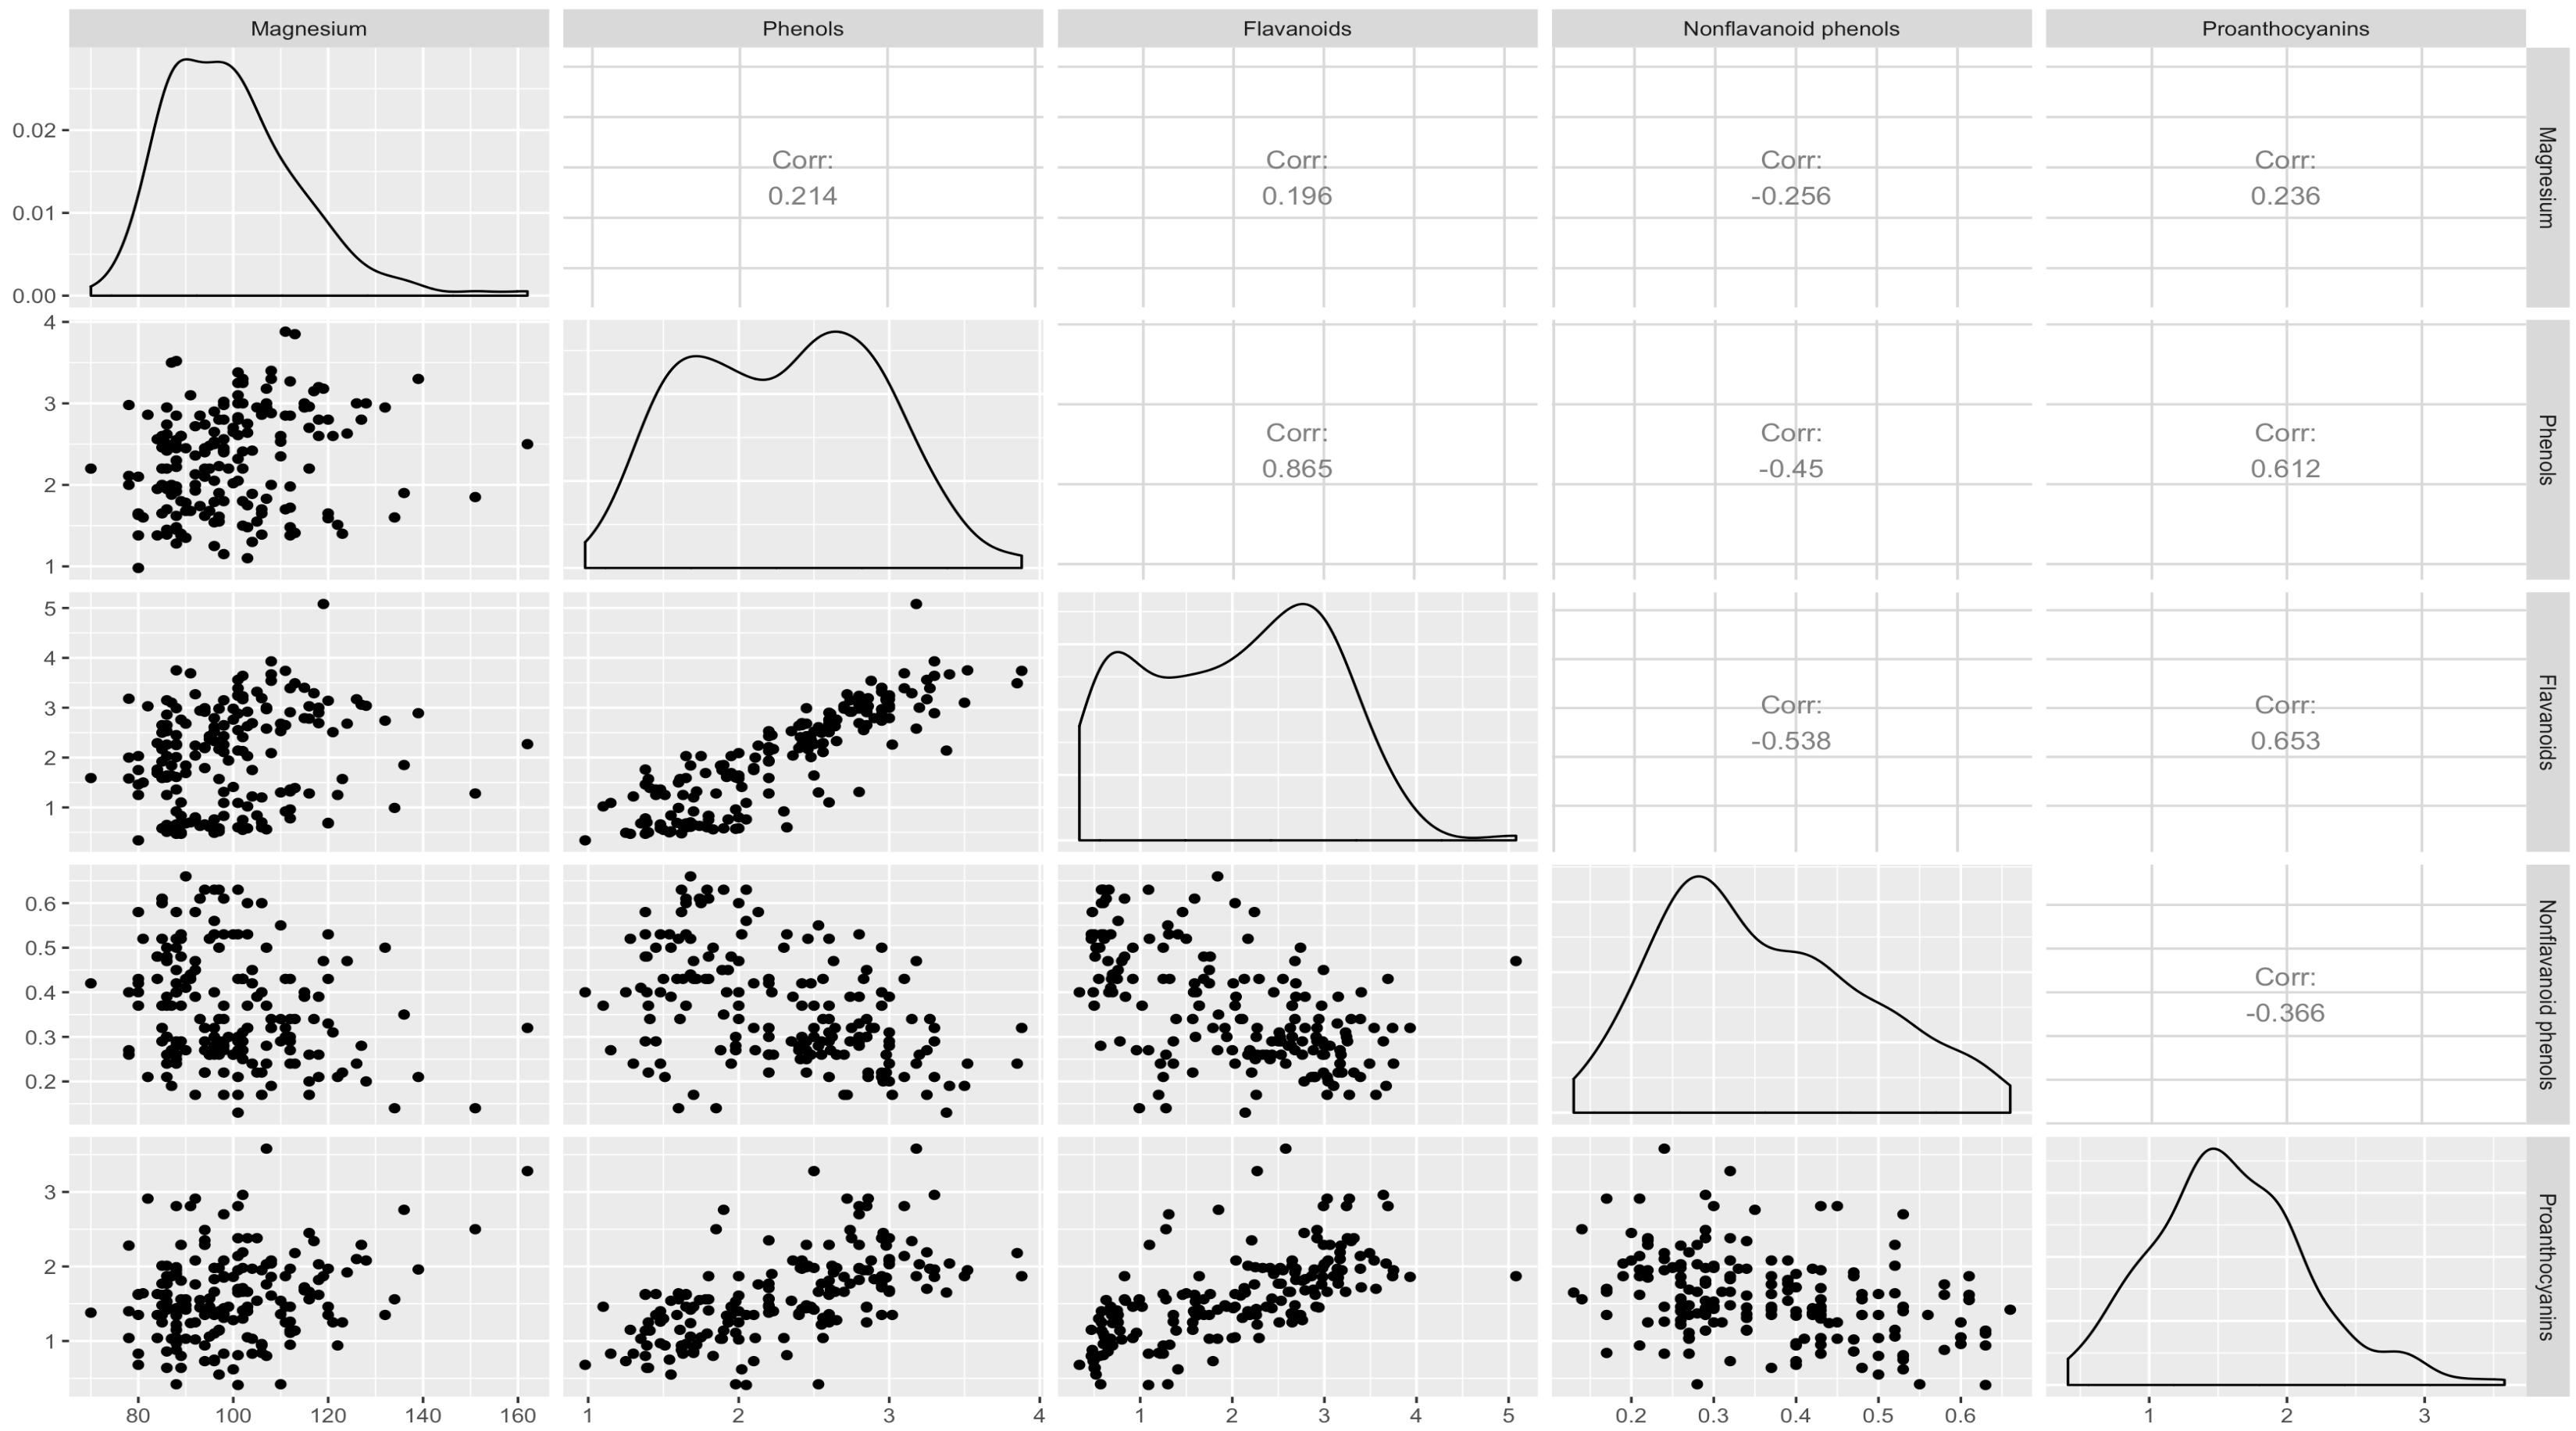 Magnesium
Phenols
Flavanoids
Nonflavanoid phenols
Proanthocyanins
0.02
0.01
0.00
Corr:
0.214
Corr:
0.196
Corr:
-0.256
Corr:
0.236
Magnesium
4
3
2
1
Corr:
0.865
Corr:
-0.45
Corr:
0.612
Phenols
5
4
3
2
1
Corr:
-0.538
Corr:
0.653
Flavanoids
0.6
0.5
0.4
0.3
0.2
Corr:
-0.366
Nonflavanoid phenols
3
2
1
Proanthocyanins
80 100 120 140 160
1 2 3 4
1 2 3 4 5
0.2 0.3 0.4 0.5 0.6
1 2 3